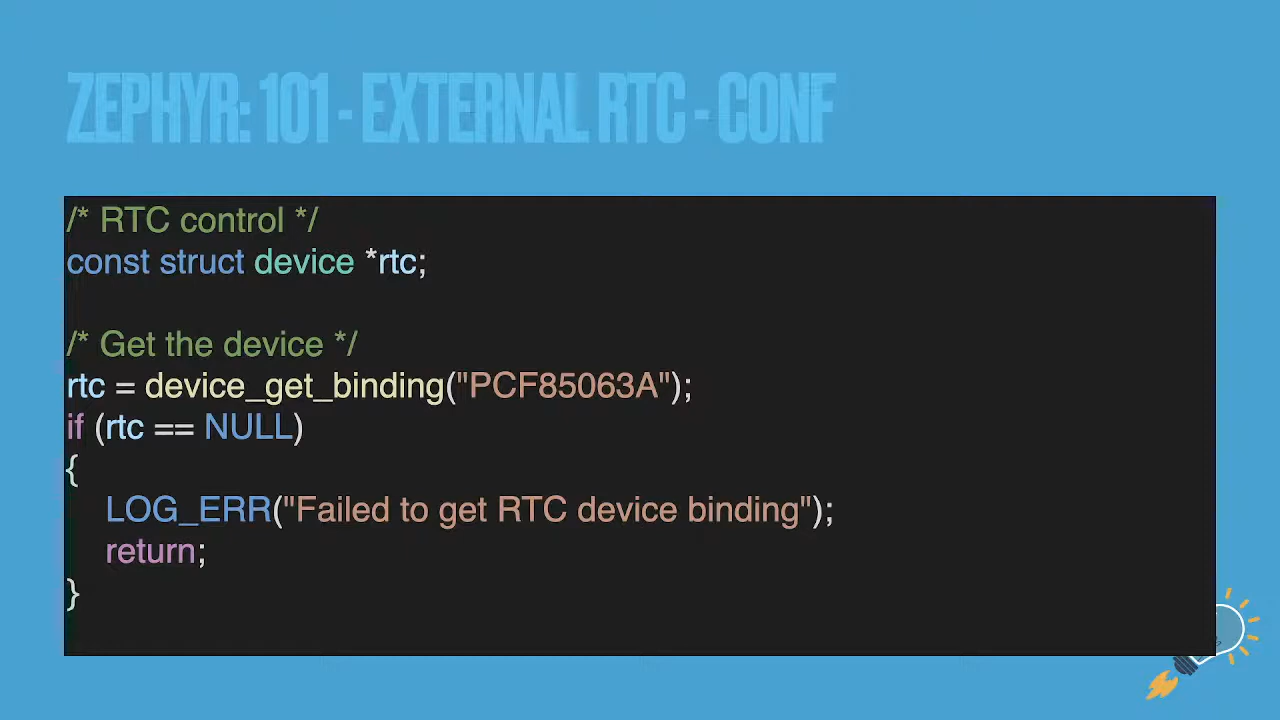 ZEPHYR: 101 - EXTERNAL RTC - CONF
/* RTC control */
const struct device *rtc;
/* Get the device */
rtc = device_get_binding("PCF85063A");
if (rtc == NULL)
{
    LOG_ERR("Failed to get RTC device binding");
    return;
}